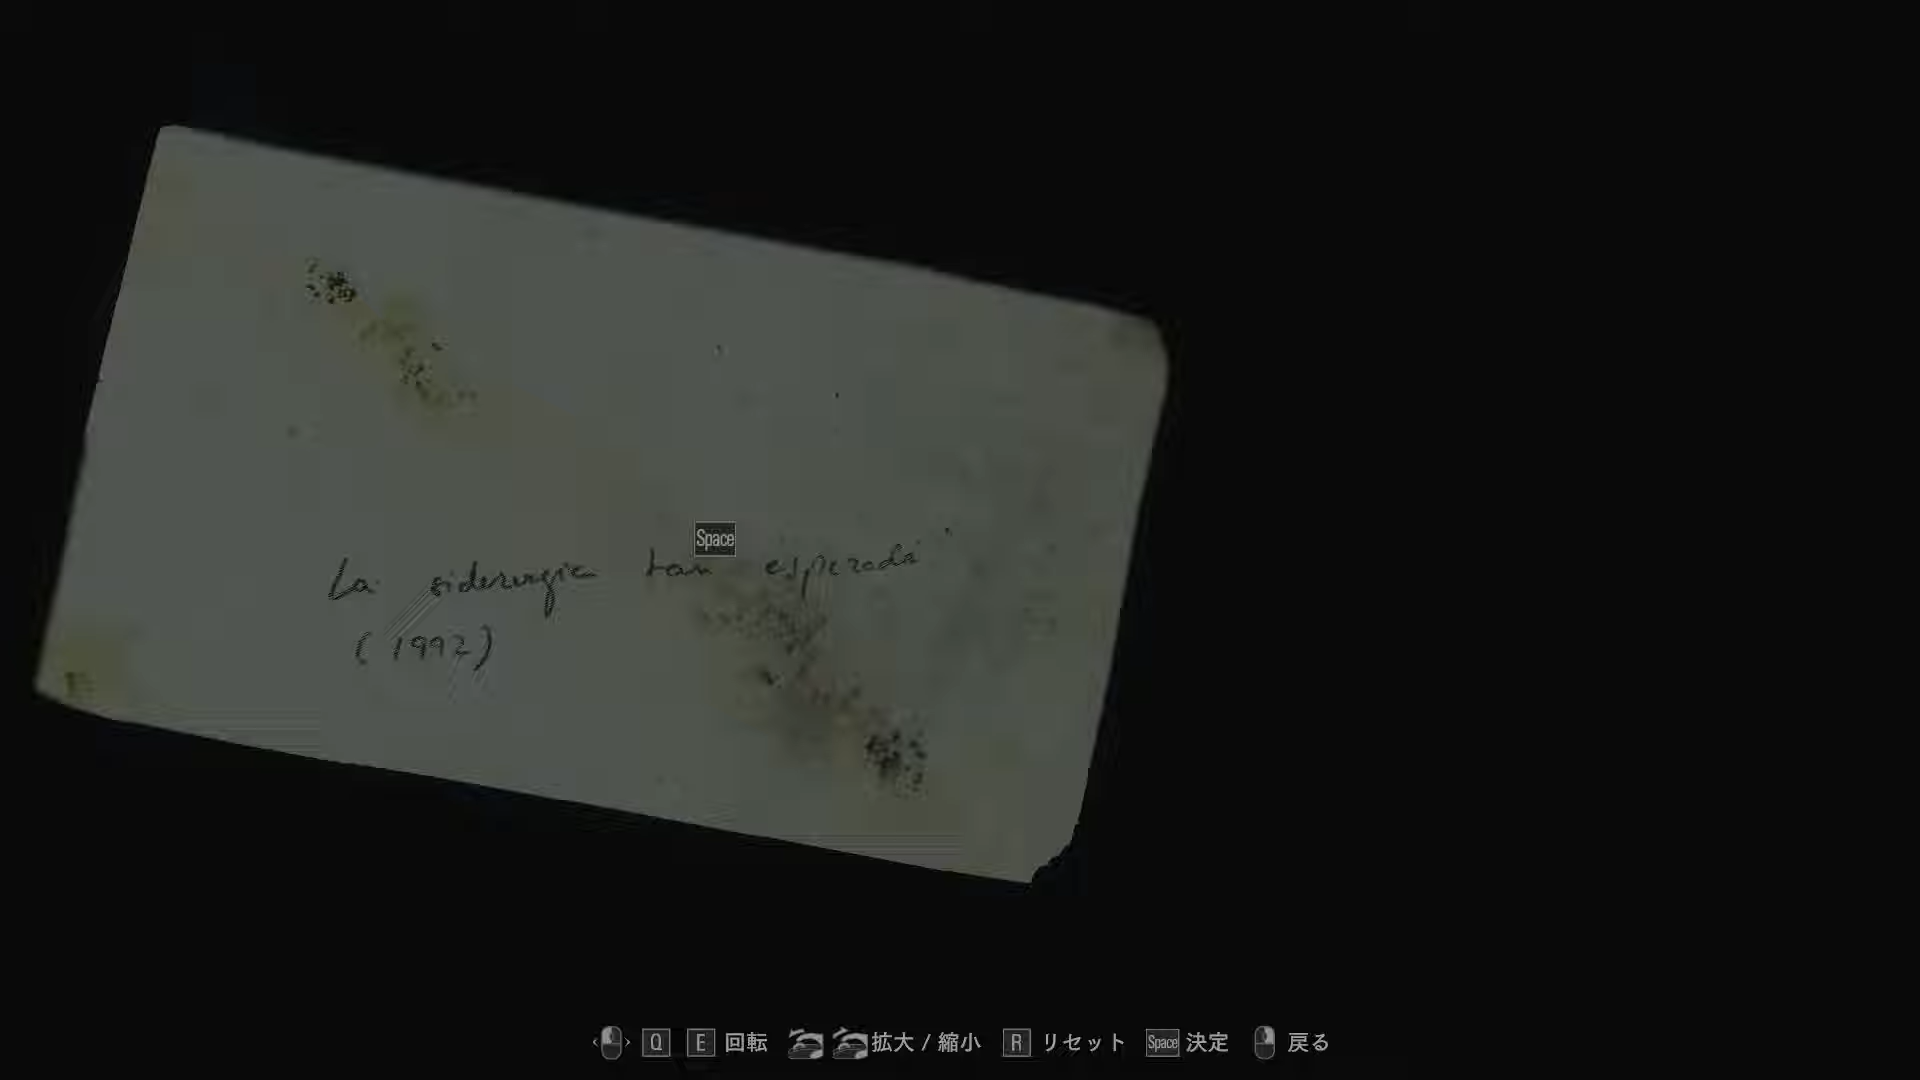 Space
La siderurgia tan esperada
(1992)
Q E 回転 拡大 / 縮小 R リセット Space 決定 戻る